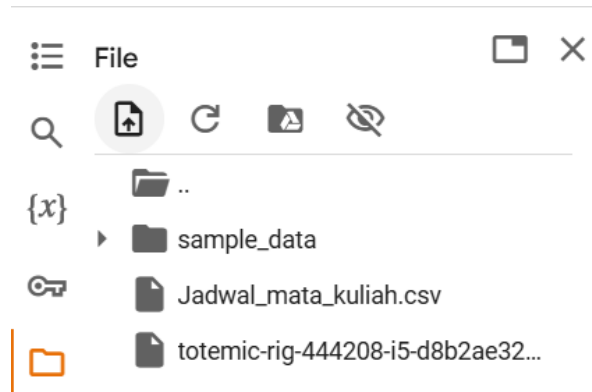 File
..
{x}
sample_data
Jadwal_mata_kuliah.csv
totemic-rig-444208-i5-d8b2ae32...